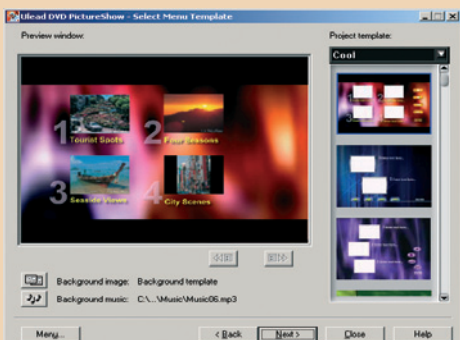 Ulead DVD PictureShow - Select Menu Template
Preview window:
Project template:
Cool
1 Tourist Spots
2 Four Seasons
3 Seaside Views
4 City Scenes
Background image: Background template
Background music: C:\...\Music\Music06.mp3
Menu...
< Back
Next >
Close
Help